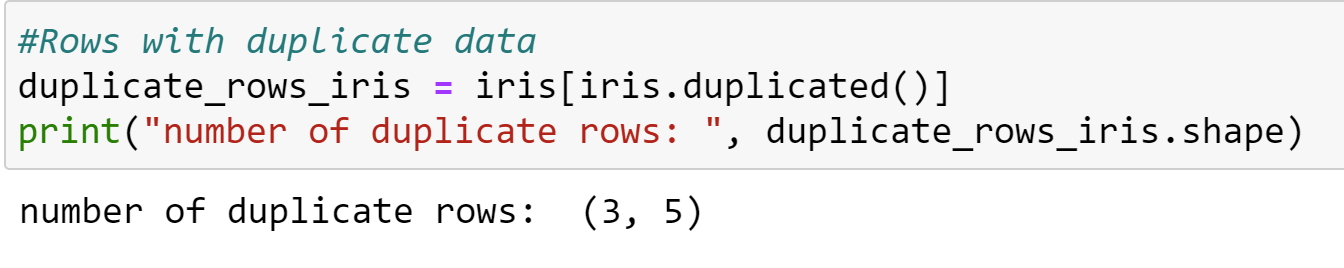 #Rows with duplicate data
duplicate_rows_iris = iris[iris.duplicated()]
print("number of duplicate rows: ", duplicate_rows_iris.shape)
number of duplicate rows:  (3, 5)